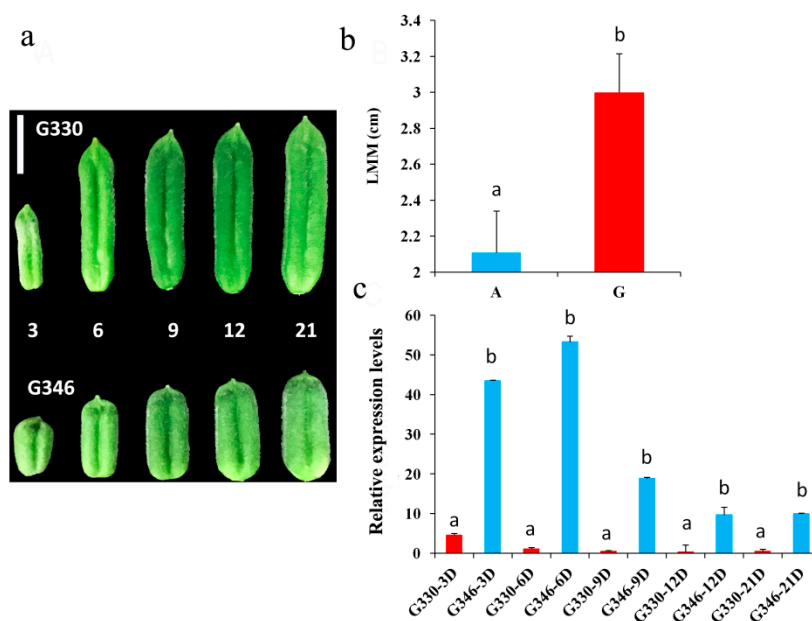 a
A
G330
3 6 9 12 21
G346
b
B
LMM (cm)
3.4
3.2
3
2.8
2.6
2.4
2.2
2
a
b
A G
c
C
Relative expression levels
60
50
40
30
20
10
0
a b a b a b a b a b
G330-3D
G346-3D
G330-6D
G346-6D
G330-9D
G346-9D
G330-12D
G346-12D
G330-21D
G346-21D